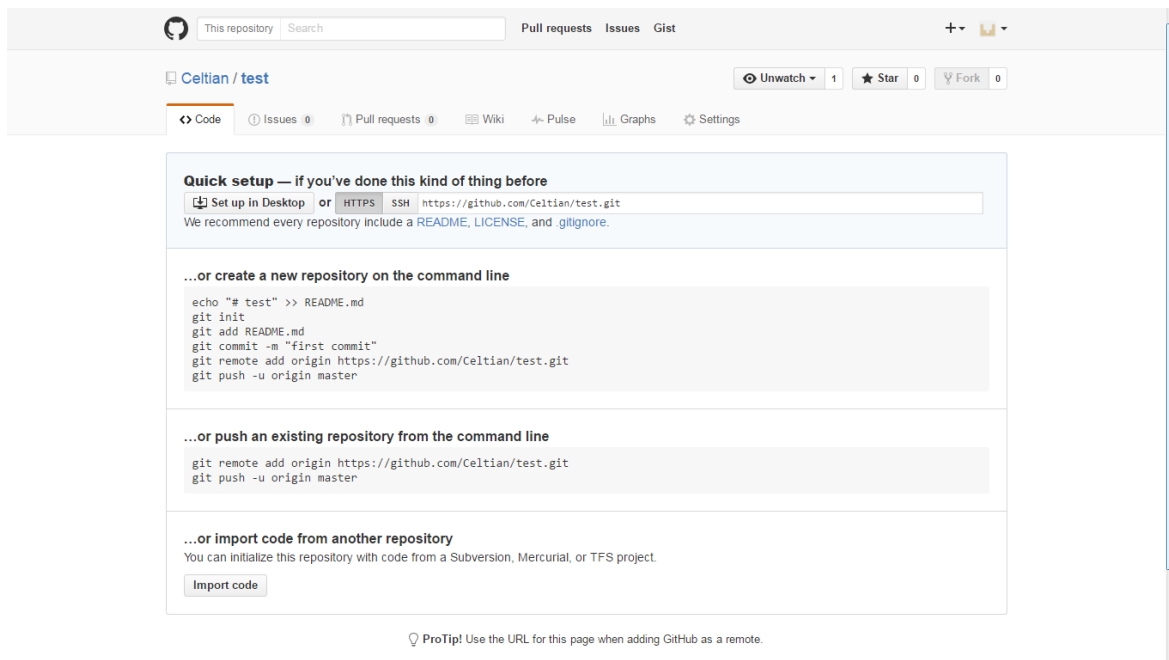 This repository Search Pull requests Issues Gist
Celtian / test Unwatch 1 Star 0 Fork 0
Code Issues 0 Pull requests 0 Wiki Pulse Graphs Settings
Quick setup — if you've done this kind of thing before
Set up in Desktop or HTTPS SSH https://github.com/Celtian/test.git
We recommend every repository include a README, LICENSE, and .gitignore.
…or create a new repository on the command line
echo "# test" >> README.md
git init
git add README.md
git commit -m "first commit"
git remote add origin https://github.com/Celtian/test.git
git push -u origin master
…or push an existing repository from the command line
git remote add origin https://github.com/Celtian/test.git
git push -u origin master
…or import code from another repository
You can initialize this repository with code from a Subversion, Mercurial, or TFS project.
Import code
ProTip! Use the URL for this page when adding GitHub as a remote.